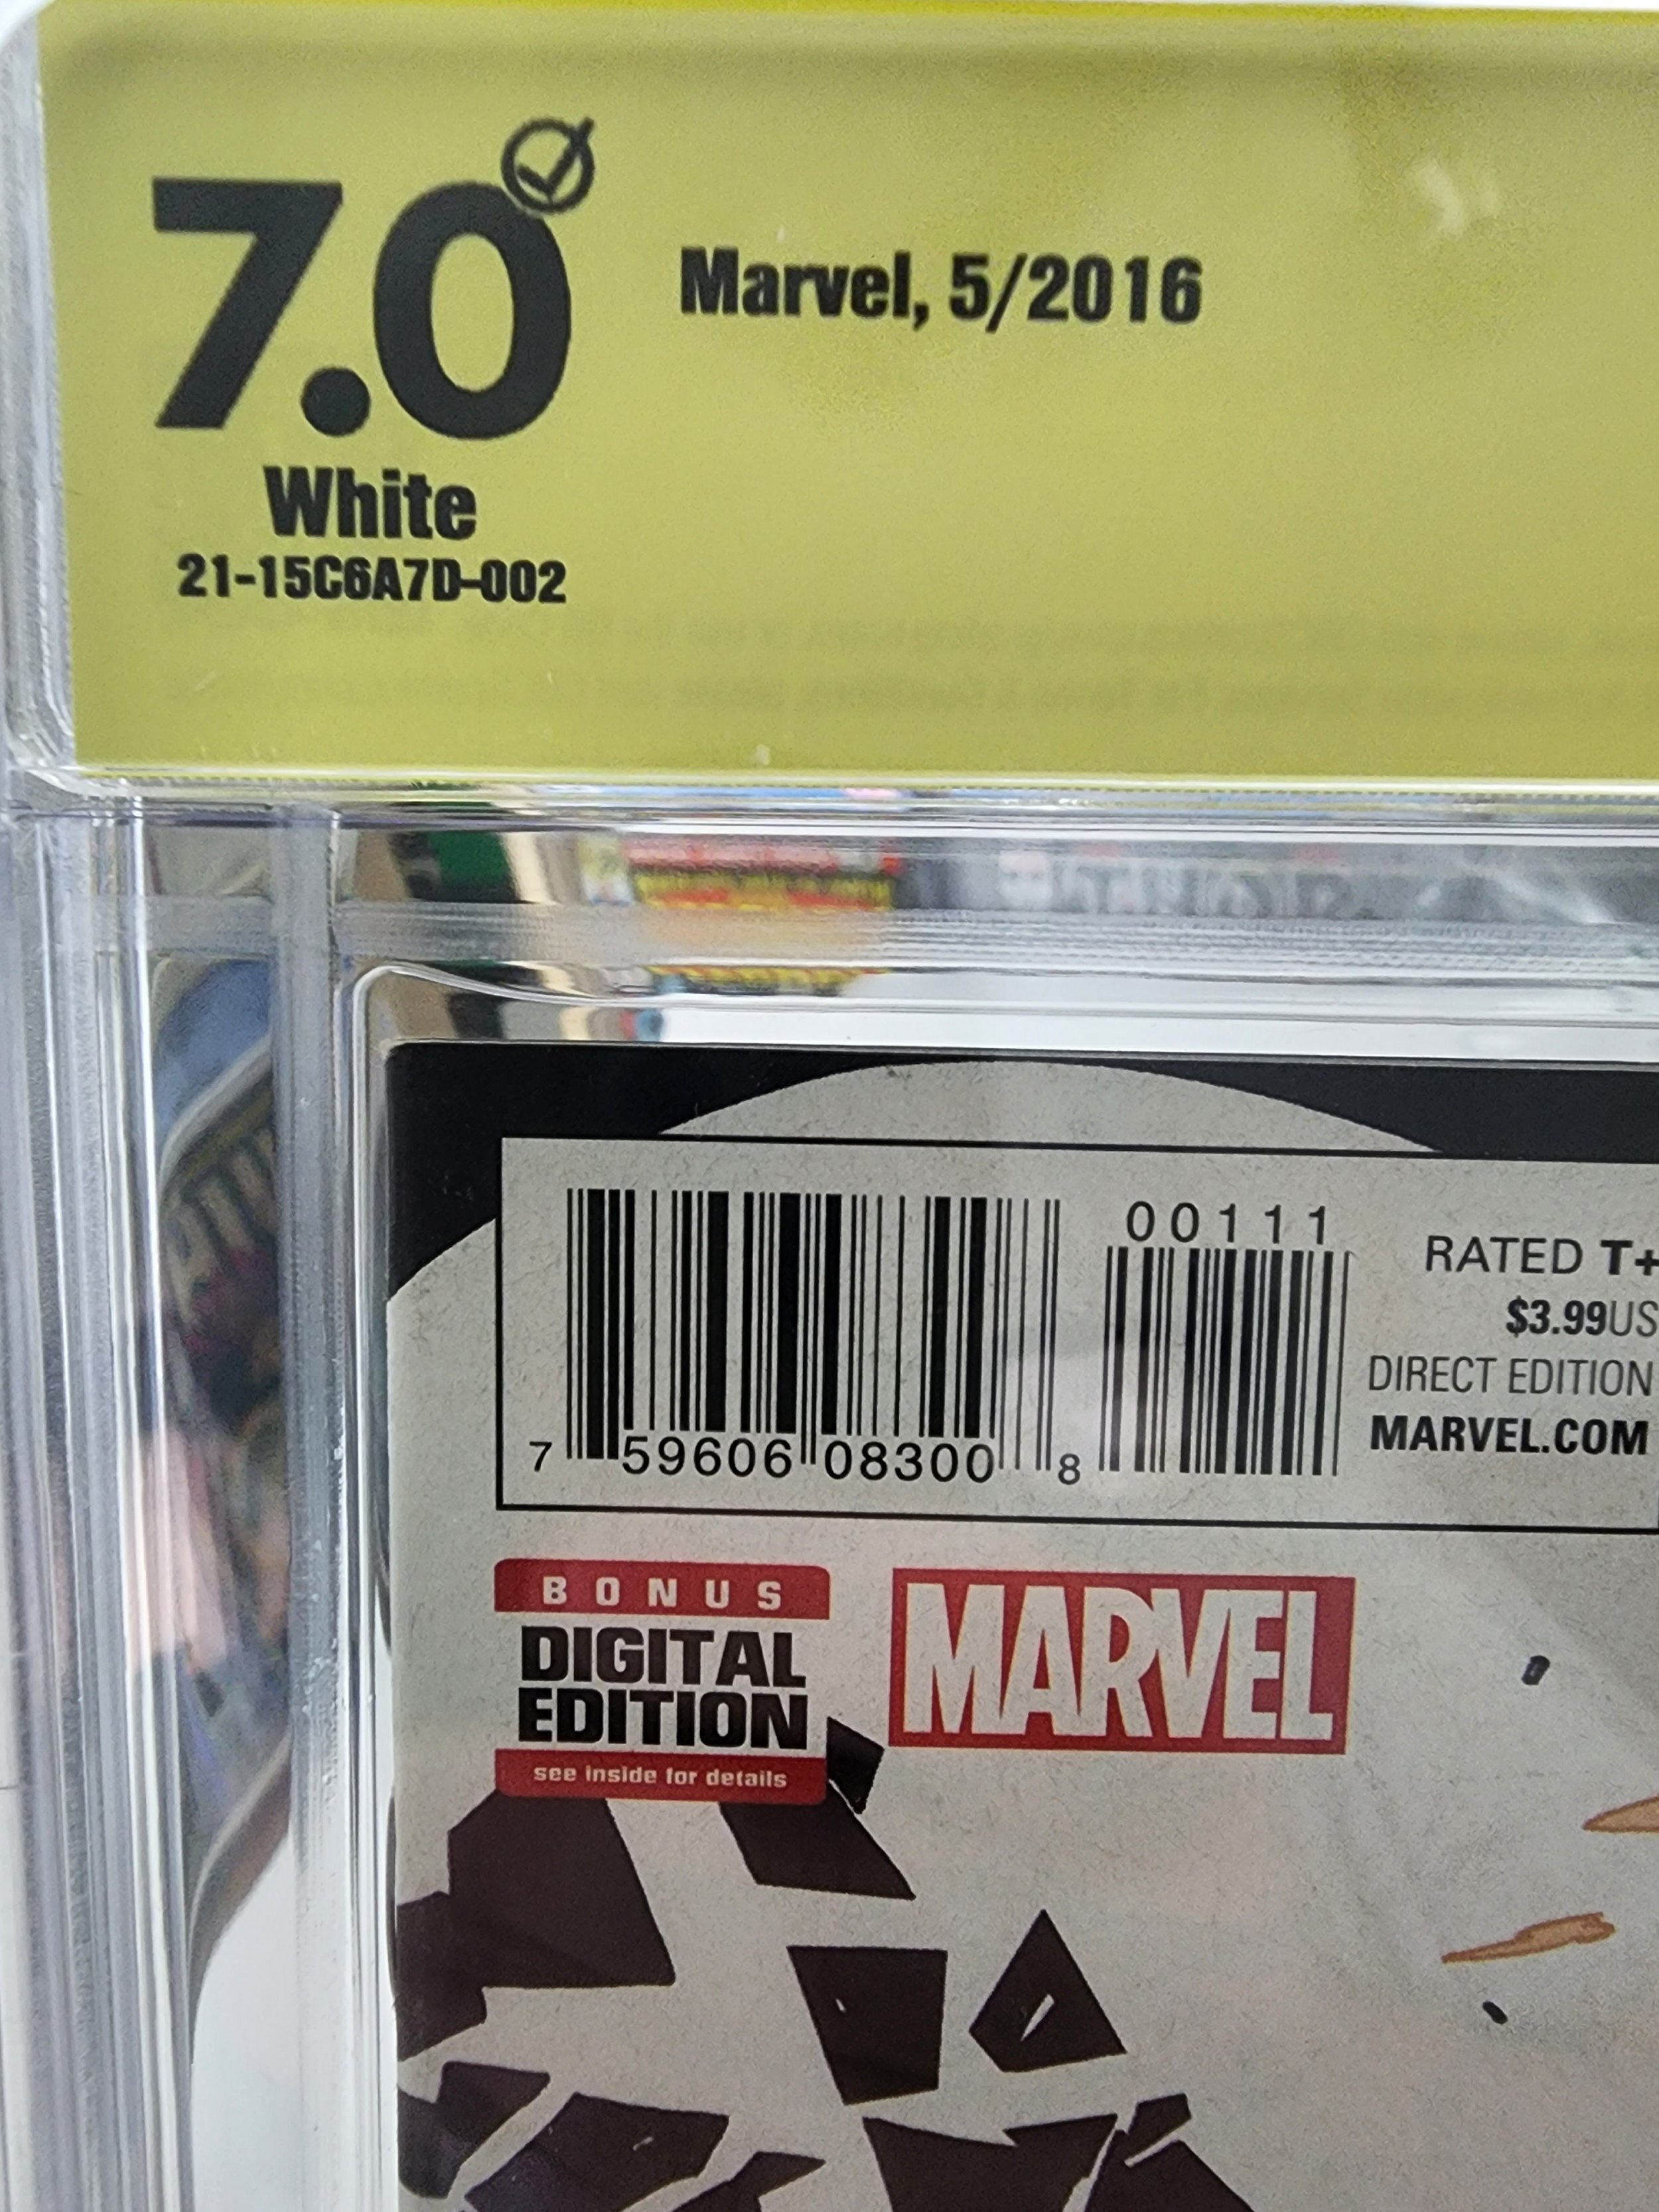 7.0
Marvel, 5/2016
White
21-15C6A7D-002
00111
RATED T+
$3.99US
DIRECT EDITION
MARVEL.COM
7 59606 08300 8
BONUS
DIGITAL
EDITION
see inside for details
MARVEL